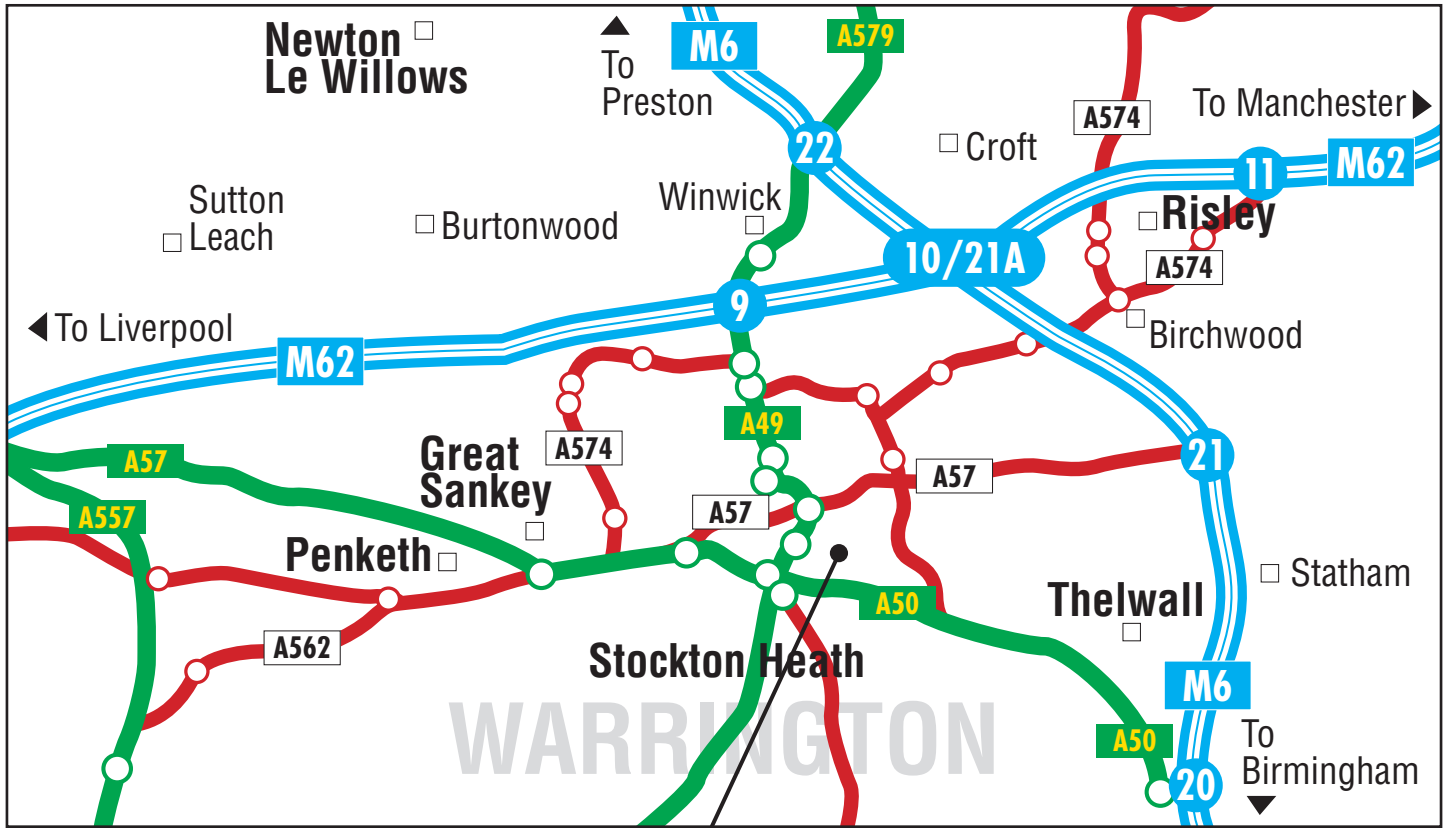 Newton
Le Willows
To
Preston
M6
A579
A574
To Manchester
M62
22
Croft
11
Sutton
Leach
Burtonwood
Winwick
Risley
10/21A
A574
9
To Liverpool
M62
Birchwood
A49
A574
Great
Sankey
A57
21
A57
A57
A557
Penketh
Statham
A50
Thelwall
A562
Stockton Heath
M6
WARRINGTON
A50
To
Birmingham
20